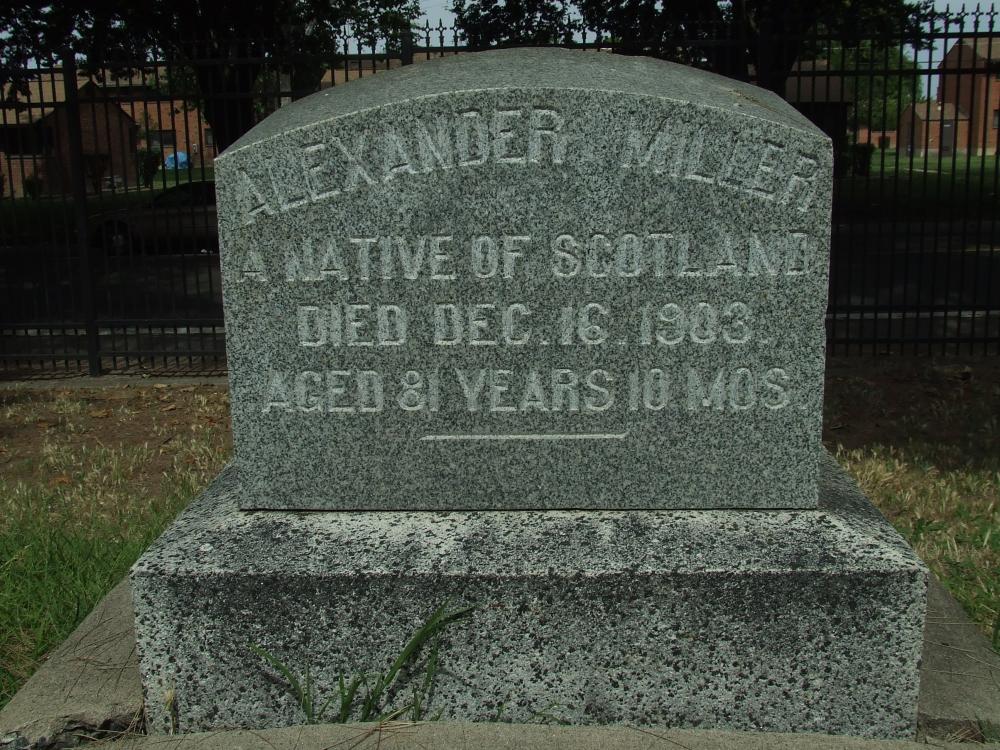 ALEXANDER MILLER
A NATIVE OF SCOTLAND
DIED DEC. 16. 1903.
AGED 81 YEARS 10 MOS.